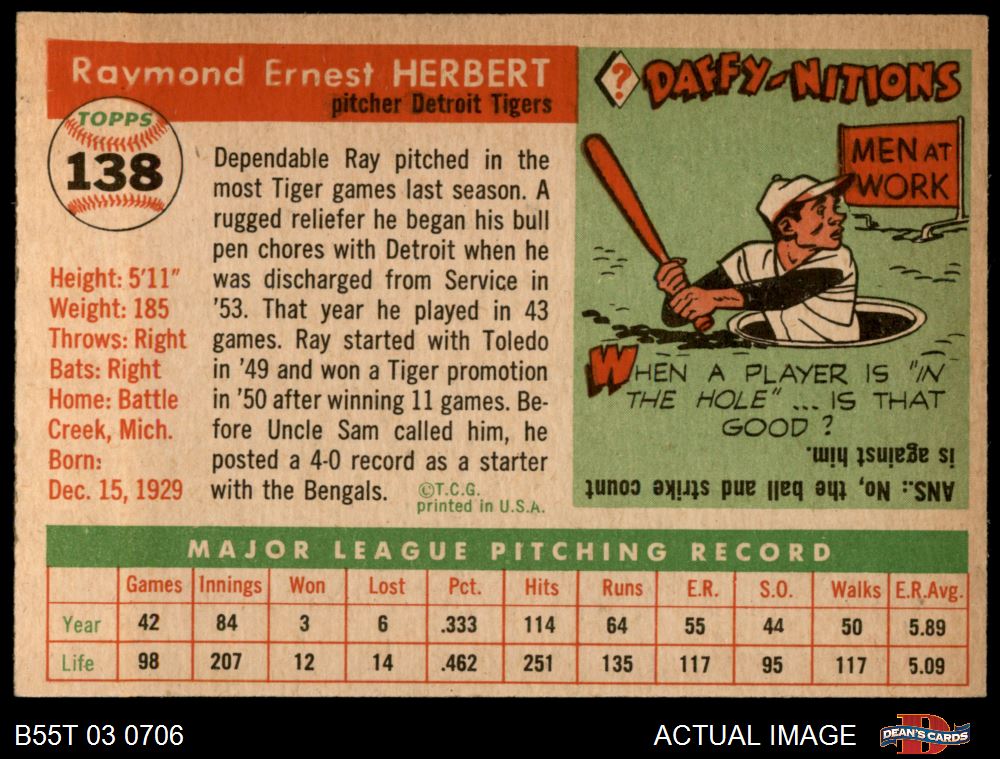 Raymond Ernest HERBERT
pitcher Detroit Tigers
TOPPS
138
Height: 5'11"
Weight: 185
Throws: Right
Bats: Right
Home: Battle
Creek, Mich.
Born:
Dec. 15, 1929
Dependable Ray pitched in the
most Tiger games last season. A
rugged reliefer he began his bull
pen chores with Detroit when he
was discharged from Service in
'53. That year he played in 43
games. Ray started with Toledo
in '49 and won a Tiger promotion
in '50 after winning 11 games. Be-
fore Uncle Sam called him, he
posted a 4-0 record as a starter
with the Bengals.
©T.C.G.
printed in U.S.A.
? DAFFY-NITIONS
MEN AT
WORK
WHEN A PLAYER IS "IN
THE HOLE" ... IS THAT
GOOD ?
ANS.: No, the ball and strike count
is against him.
MAJOR LEAGUE PITCHING RECORD
Games Innings Won Lost Pct. Hits Runs E.R. S.O. Walks E.R.Avg.
Year 42 84 3 6 .333 114 64 55 44 50 5.89
Life 98 207 12 14 .462 251 135 117 95 117 5.09
B55T 03 0706
ACTUAL IMAGE
D
DEAN'S CARDS